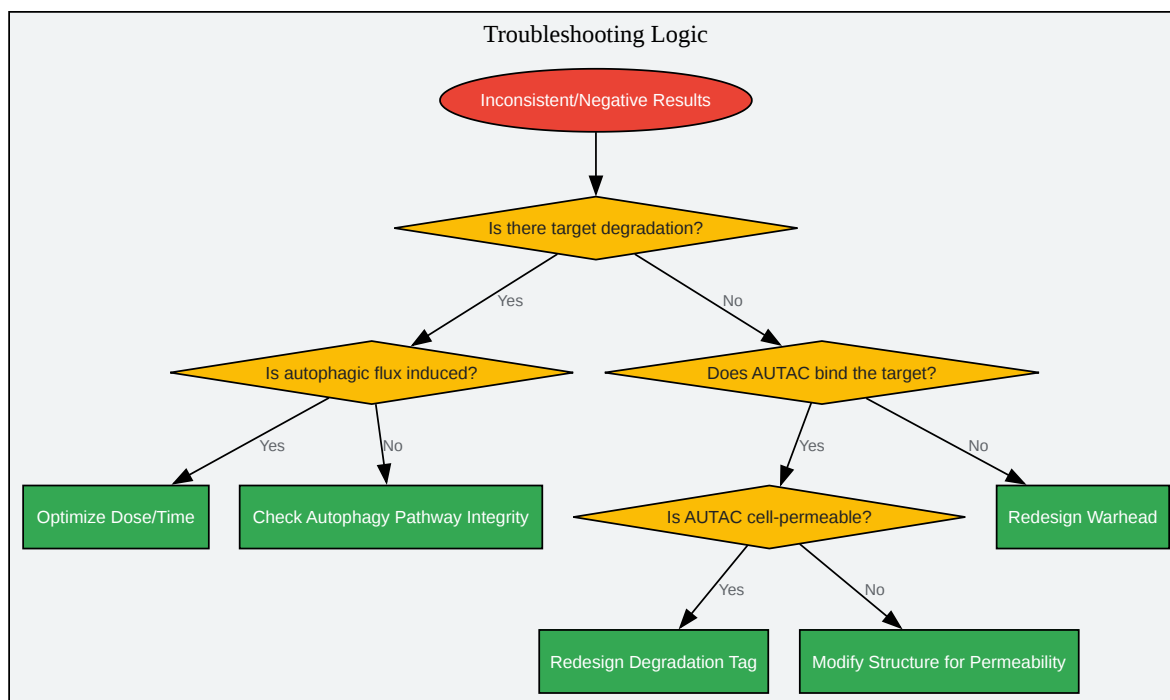 Troubleshooting Logic
Inconsistent/Negative Results
Is there target degradation?
Yes
No
Is autophagic flux induced?
Does AUTAC bind the target?
Yes
No
Yes
No
Optimize Dose/Time
Check Autophagy Pathway Integrity
Is AUTAC cell-permeable?
Redesign Warhead
Yes
No
Redesign Degradation Tag
Modify Structure for Permeability